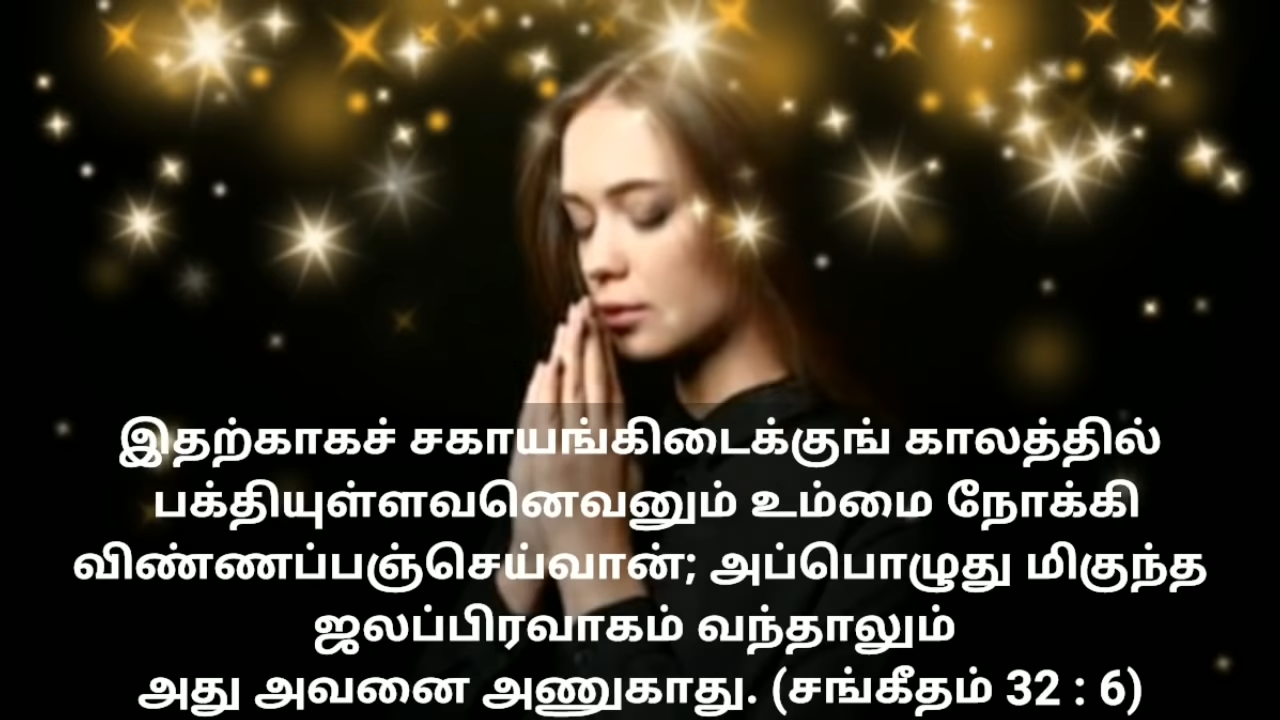 இதற்காகச் சகாயங்கிடைக்குங் காலத்தில்
பக்தியுள்ளவனெவனும் உம்மை நோக்கி
விண்ணப்பஞ்செய்வான்; அப்பொழுது மிகுந்த
ஜலப்பிரவாகம் வந்தாலும்
அது அவனை அணுகாது. (சங்கீதம் 32 : 6)